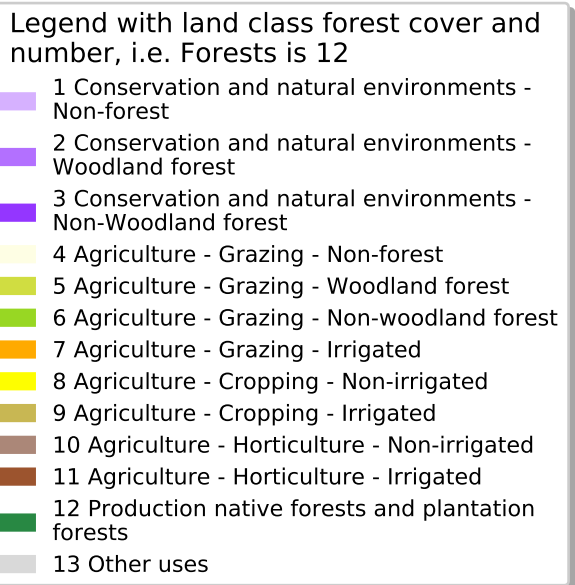 Legend with land class forest cover and
number, i.e. Forests is 12
1 Conservation and natural environments -
Non-forest
2 Conservation and natural environments -
Woodland forest
3 Conservation and natural environments -
Non-Woodland forest
4 Agriculture - Grazing - Non-forest
5 Agriculture - Grazing - Woodland forest
6 Agriculture - Grazing - Non-woodland forest
7 Agriculture - Grazing - Irrigated
8 Agriculture - Cropping - Non-irrigated
9 Agriculture - Cropping - Irrigated
10 Agriculture - Horticulture - Non-irrigated
11 Agriculture - Horticulture - Irrigated
12 Production native forests and plantation
forests
13 Other uses